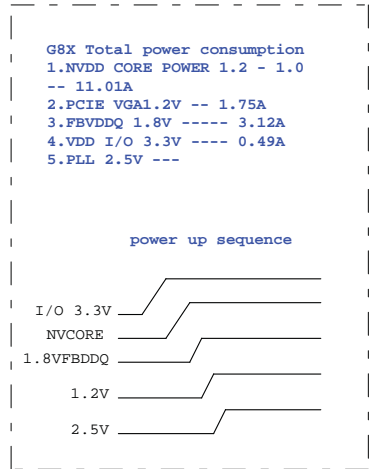 G8X Total power consumption
1.NVDD CORE POWER 1.2 - 1.0
-- 11.01A
2.PCIE VGA1.2V -- 1.75A
3.FBVDDQ 1.8V ----- 3.12A
4.VDD I/O 3.3V ---- 0.49A
5.PLL 2.5V ---
power up sequence
I/O 3.3V
NVCORE
1.8VFBDDQ
1.2V
2.5V